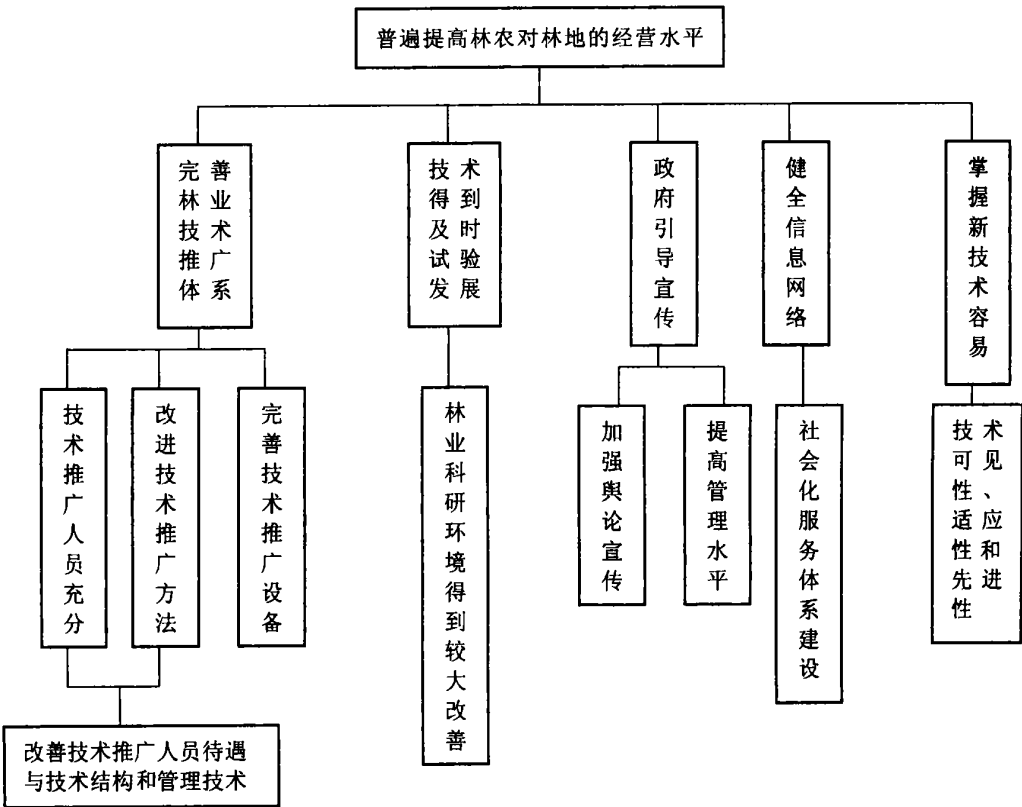 普遍提高林农对林地的经营水平
完善
林业
技术
推广
体系
技术
得到
及时
试验
发展
政府引导宣传
健全信息网络
掌握新技术容易
技术推广人员充分
改进技术推广方法
完善技术推广设备
林业科研环境得到较大改善
加强舆论宣传
提高管理水平
社会化服务体系建设
技术
可见
性、
适应
性和
先进
性
改善技术推广人员待遇
与技术结构和管理技术